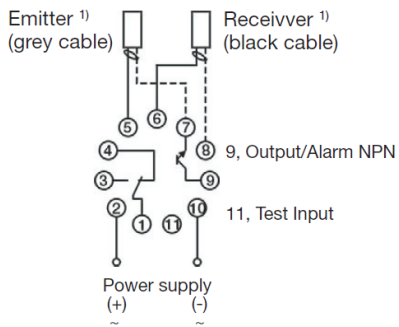 Emitter 1) Receivver 1)
(grey cable) (black cable)
5 6 7
4 8 9, Output/Alarm NPN
3 9
2 1 11 10 11, Test Input
Power supply
(+) (-)
~ ~